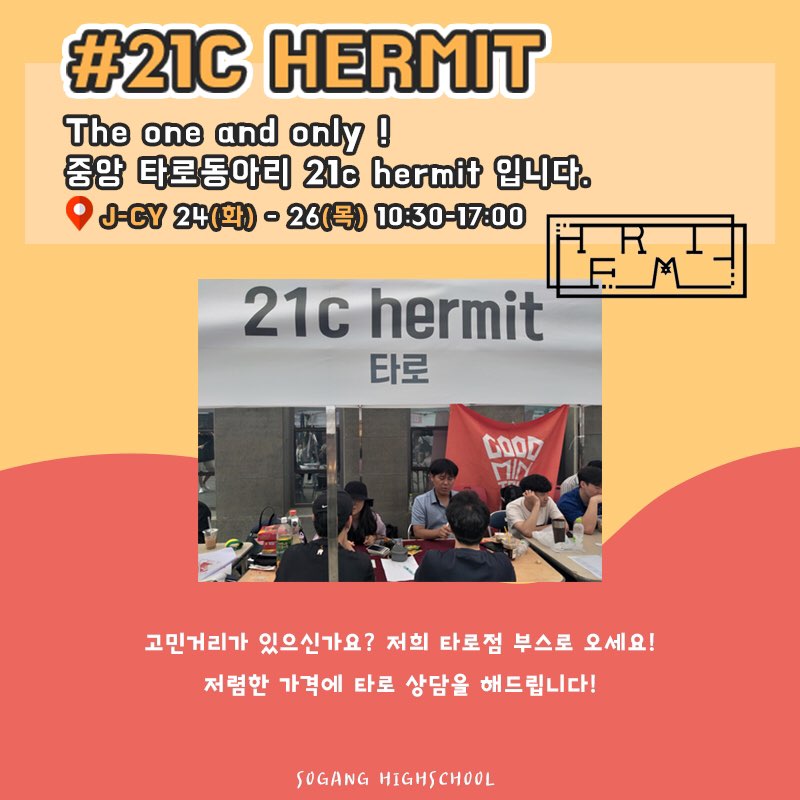 #21C HERMIT
The one and only !
중앙 타로동아리 21c hermit 입니다.
J-CY 24(화) - 26(목) 10:30-17:00
HERMIT
21c hermit
타로
GOOD
MIN
고민거리가 있으신가요? 저희 타로점 부스로 오세요!
저렴한 가격에 타로 상담을 해드립니다!
SOGANG HIGHSCHOOL